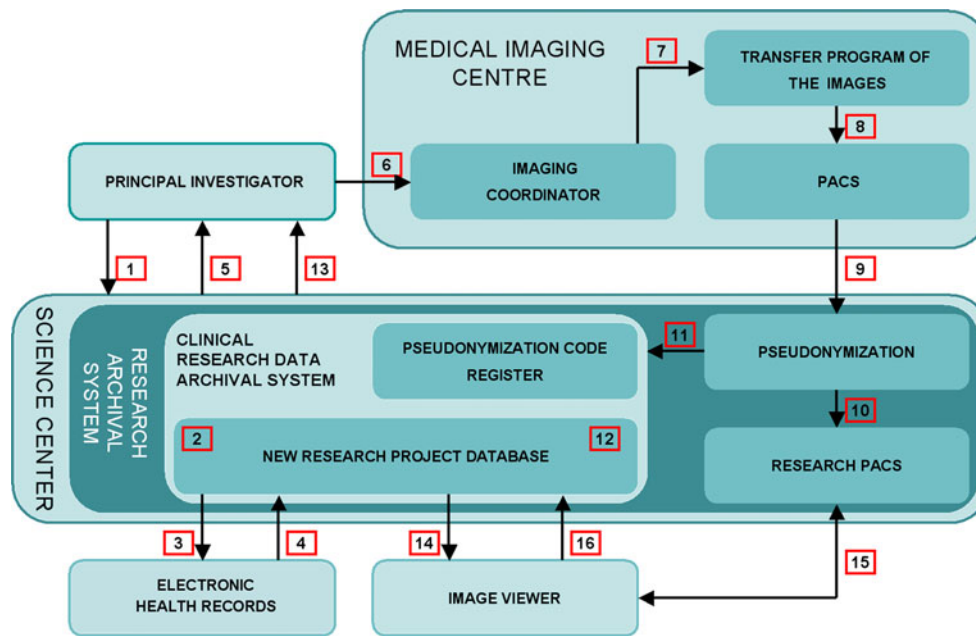 MEDICAL IMAGING
CENTRE
7
TRANSFER PROGRAM OF
THE IMAGES
8
PRINCIPAL INVESTIGATOR
6
IMAGING
COORDINATOR
PACS
1
5
13
9
SCIENCE CENTER
RESEARCH
ARCHIVAL
SYSTEM
CLINICAL
RESEARCH DATA
ARCHIVAL SYSTEM
PSEUDONYMIZATION CODE
REGISTER
11
PSEUDONYMIZATION
10
2
NEW RESEARCH PROJECT DATABASE
12
RESEARCH PACS
3
4
14
16
15
ELECTRONIC
HEALTH RECORDS
IMAGE VIEWER